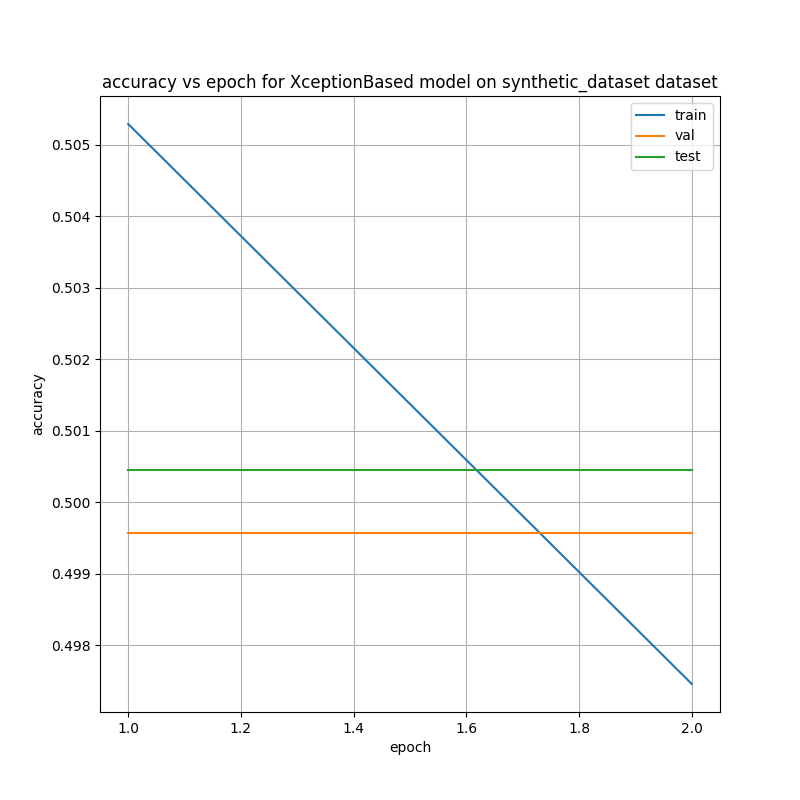 accuracy vs epoch for XceptionBased model on synthetic_dataset dataset
train
val
test
0.505
0.504
0.503
0.502
0.501
0.500
0.499
0.498
accuracy
1.0 1.2 1.4 1.6 1.8 2.0
epoch